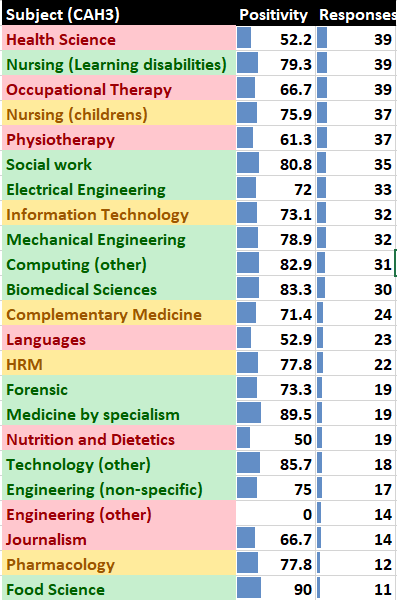 Subject (CAH3) Positivity Responses
Health Science 52.2 39
Nursing (Learning disabilities) 79.3 39
Occupational Therapy 66.7 39
Nursing (childrens) 75.9 37
Physiotherapy 61.3 37
Social work 80.8 35
Electrical Engineering 72 33
Information Technology 73.1 32
Mechanical Engineering 78.9 32
Computing (other) 82.9 31
Biomedical Sciences 83.3 30
Complementary Medicine 71.4 24
Languages 52.9 23
HRM 77.8 22
Forensic 73.3 19
Medicine by specialism 89.5 19
Nutrition and Dietetics 50 19
Technology (other) 85.7 18
Engineering (non-specific) 75 17
Engineering (other) 0 14
Journalism 66.7 14
Pharmacology 77.8 12
Food Science 90 11